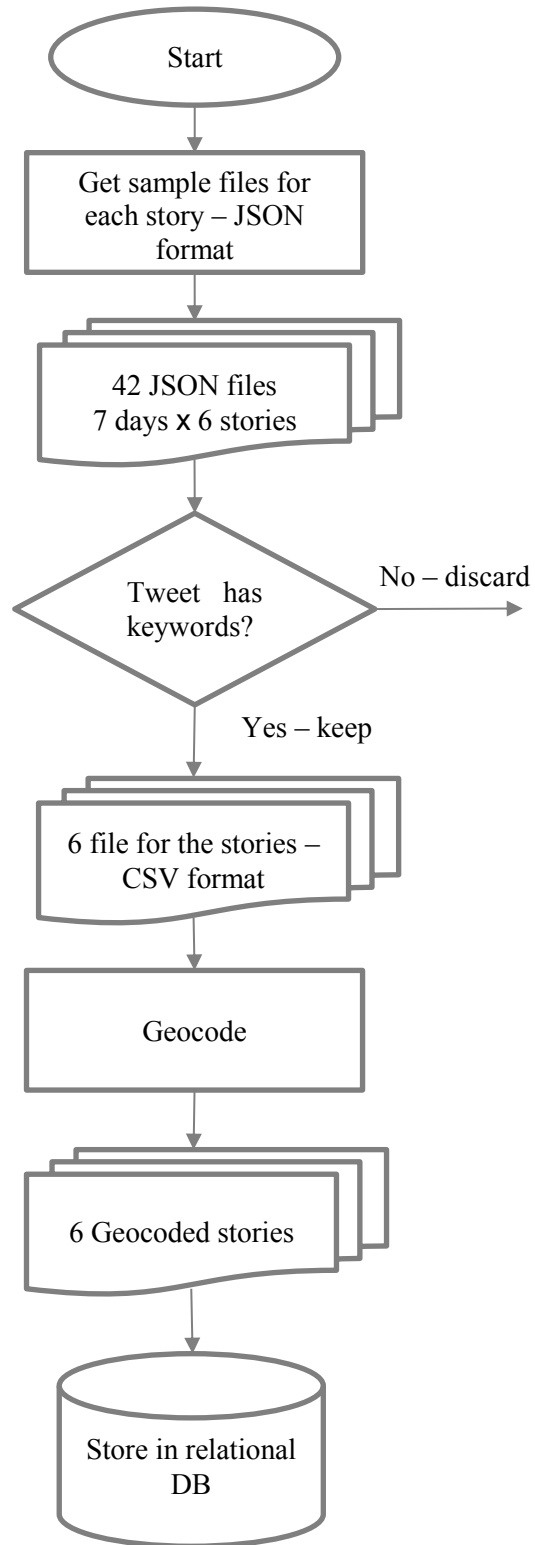 Start
Get sample files for
each story – JSON
format
42 JSON files
7 days x 6 stories
Tweet has
keywords?
No – discard
Yes – keep
6 file for the stories –
CSV format
Geocode
6 Geocoded stories
Store in relational
DB